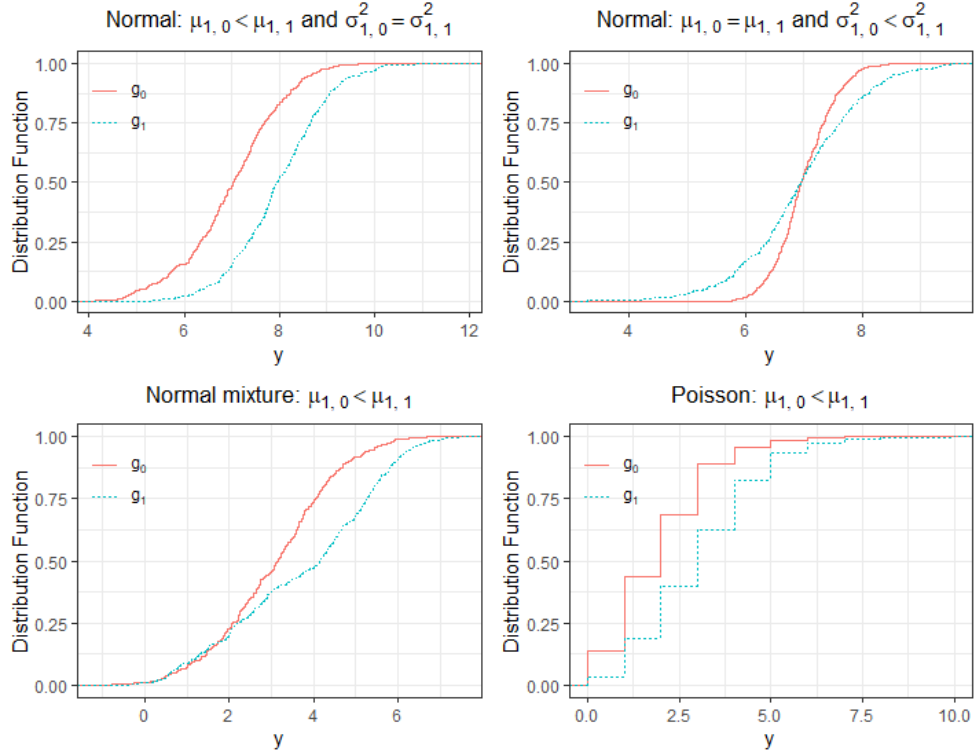 Normal: μ₁,₀ < μ₁,₁ and σ²₁,₀ = σ²₁,₁
1.00
0.75
0.50
0.25
0.00
Distribution Function
g₀
g₁
4 6 8 10 12
y
Normal: μ₁,₀ = μ₁,₁ and σ²₁,₀ < σ²₁,₁
1.00
0.75
0.50
0.25
0.00
Distribution Function
g₀
g₁
4 6 8
y
Normal mixture: μ₁,₀ < μ₁,₁
1.00
0.75
0.50
0.25
0.00
Distribution Function
g₀
g₁
0 2 4 6
y
Poisson: μ₁,₀ < μ₁,₁
1.00
0.75
0.50
0.25
0.00
Distribution Function
g₀
g₁
0.0 2.5 5.0 7.5 10.0
y